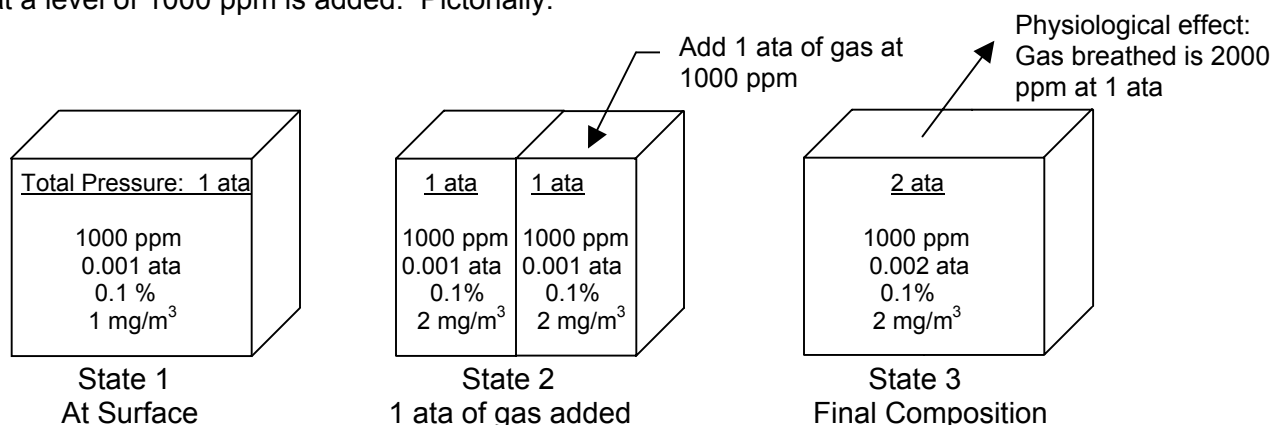 at a level of 1000 ppm is added. Pictorially:
Add 1 ata of gas at
1000 ppm
Physiological effect:
Gas breathed is 2000
ppm at 1 ata
Total Pressure: 1 ata
1000 ppm
0.001 ata
0.1 %
1 mg/m³
State 1
At Surface
1 ata 1 ata
1000 ppm 1000 ppm
0.001 ata 0.001 ata
0.1% 0.1%
2 mg/m³ 2 mg/m³
State 2
1 ata of gas added
2 ata
1000 ppm
0.002 ata
0.1%
2 mg/m³
State 3
Final Composition